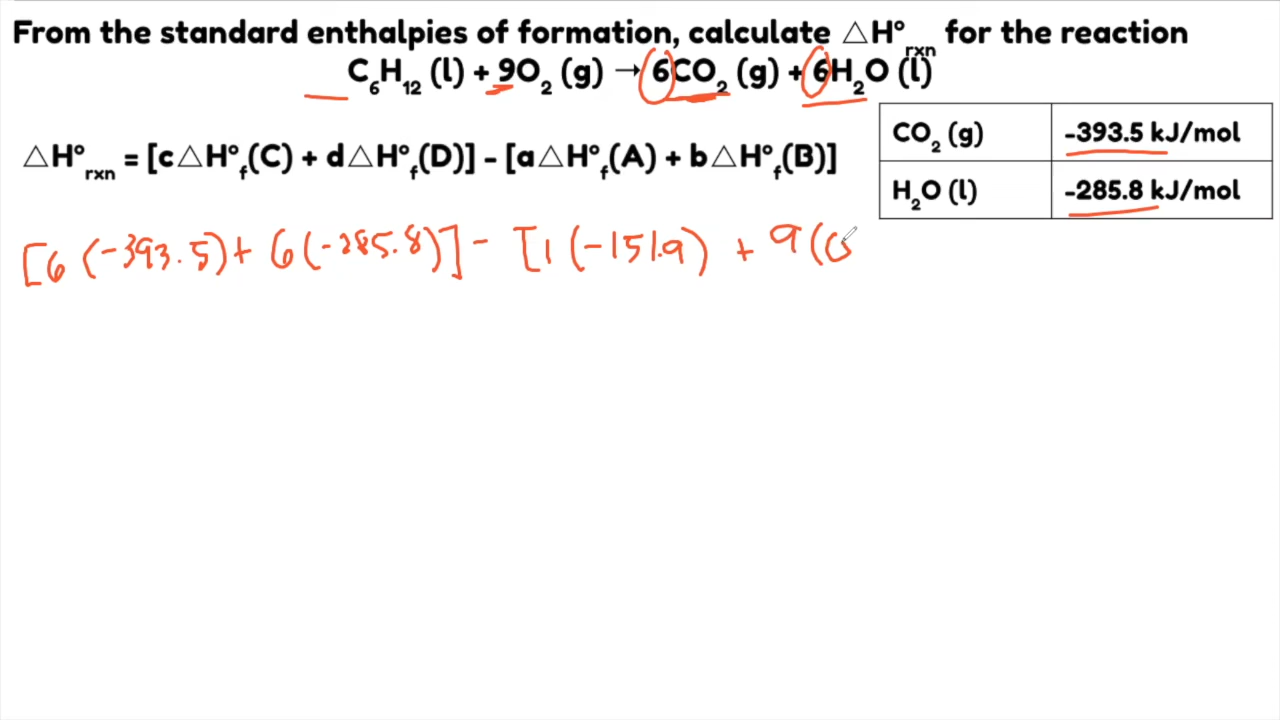 From the standard enthalpies of formation, calculate △H°rxn for the reaction
C6H12 (l) + 9O2 (g) → 6CO2 (g) + 6H2O (l)
CO2 (g) -393.5 kJ/mol
△H°rxn = [c△H°f(C) + d△H°f(D)] - [a△H°f(A) + b△H°f(B)]
H2O (l) -285.8 kJ/mol
[6 (-393.5) + 6 (-285.8)] - [1 (-151.9) + 9 (0